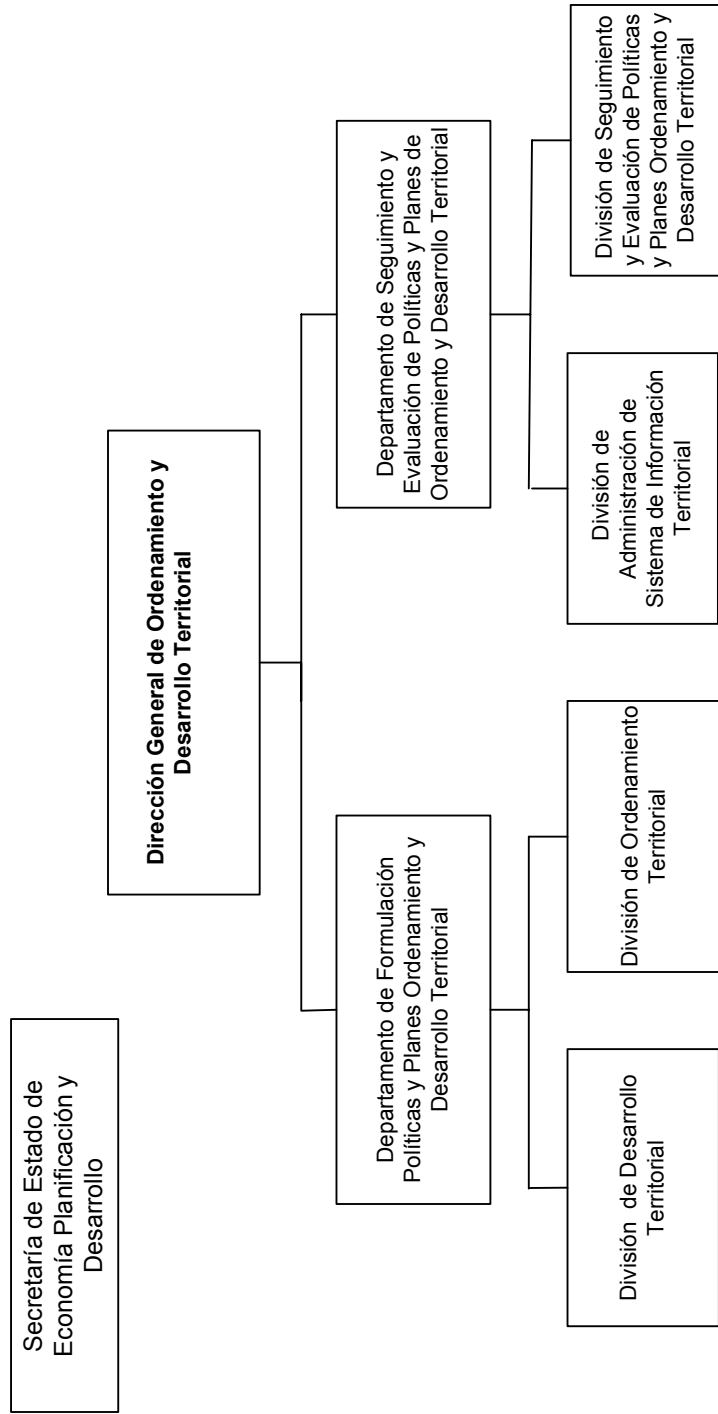 Secretaría de Estado de
Economía Planificación y
Desarrollo
Dirección General de Ordenamiento y
Desarrollo Territorial
Departamento de Formulación
Políticas y Planes Ordenamiento y
Desarrollo Territorial
Departamento de Seguimiento y
Evaluación de Políticas y Planes de
Ordenamiento y Desarrollo Territorial
División de Desarrollo
Territorial
División de Ordenamiento
Territorial
División de
Administración de
Sistema de Información
Territorial
División de Seguimiento
y Evaluación de Políticas
y Planes Ordenamiento y
Desarrollo Territorial